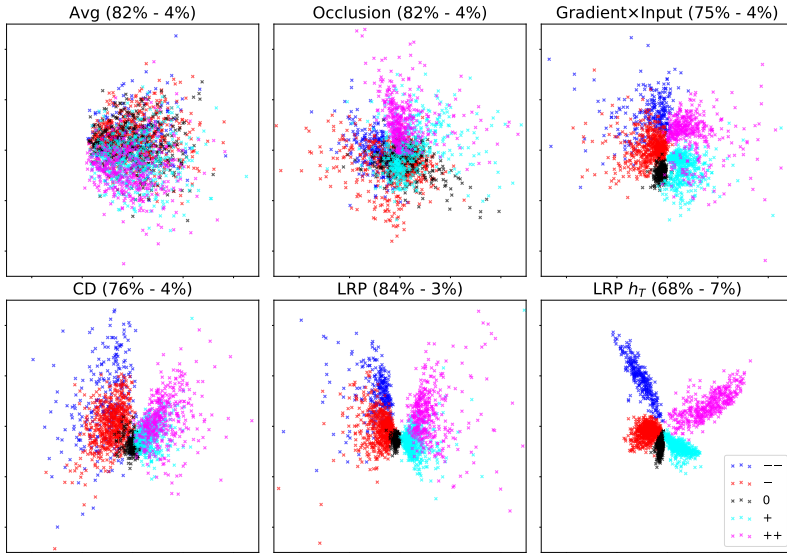 Avg (82% - 4%)
Occlusion (82% - 4%)
Gradient×Input (75% - 4%)
CD (76% - 4%)
LRP (84% - 3%)
LRP h_T (68% - 7%)
−−
−
0
+
++